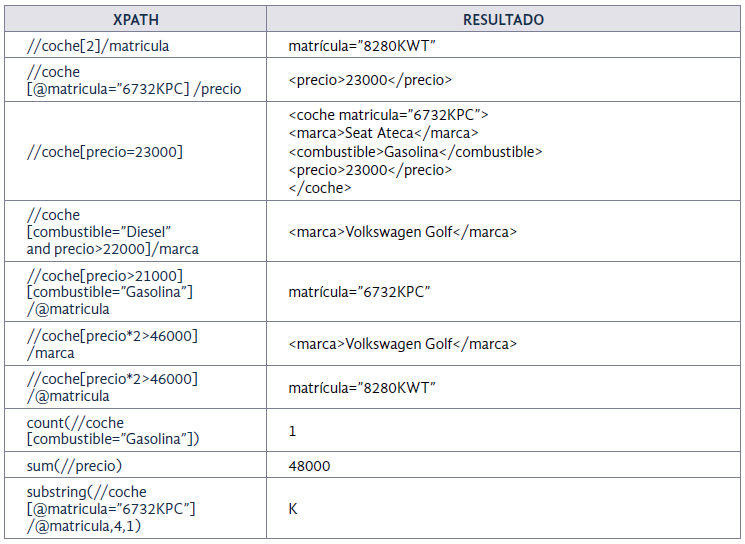 XPATH RESULTADO
//coche[2]/matricula matrícula=”8280KWT”
//coche
[@matricula=”6732KPC] /precio
<precio>23000</precio>
//coche[precio=23000]
<coche matricula=”6732KPC”>
<marca>Seat Ateca</marca>
<combustible>Gasolina</combustible>
<precio>23000</precio>
</coche>
//coche
[combustible=”Diesel”
and precio>22000]/marca
<marca>Volkswagen Golf</marca>
//coche[precio>21000]
[combustible=”Gasolina”]
/@matricula
matrícula=”6732KPC”
//coche[precio*2>46000]
/marca
<marca>Volkswagen Golf</marca>
//coche[precio*2>46000]
/@matricula
matrícula=”8280KWT”
count(//coche
[combustible=”Gasolina”])
1
sum(//precio) 48000
substring(//coche
[@matricula=”6732KPC”]
/@matricula,4,1)
K